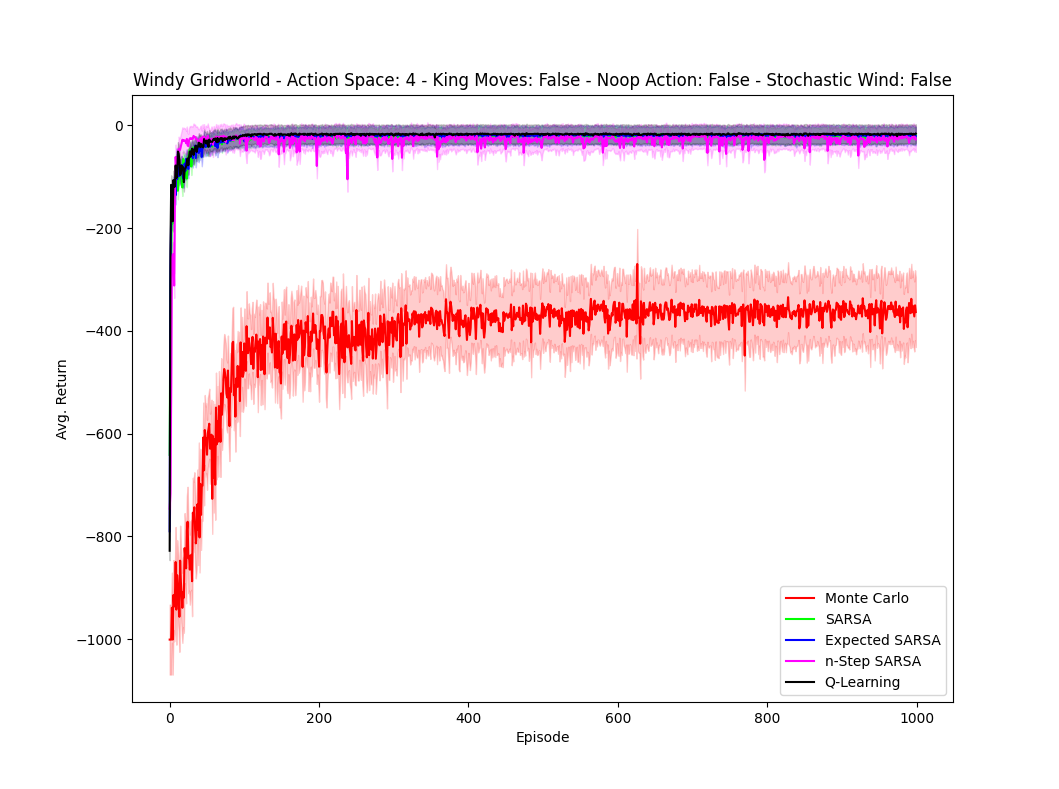 Windy Gridworld - Action Space: 4 - King Moves: False - Noop Action: False - Stochastic Wind: False
0
−200
−400
−600
−800
−1000
Avg. Return
Monte Carlo
SARSA
Expected SARSA
n-Step SARSA
Q-Learning
0 200 400 600 800 1000
Episode